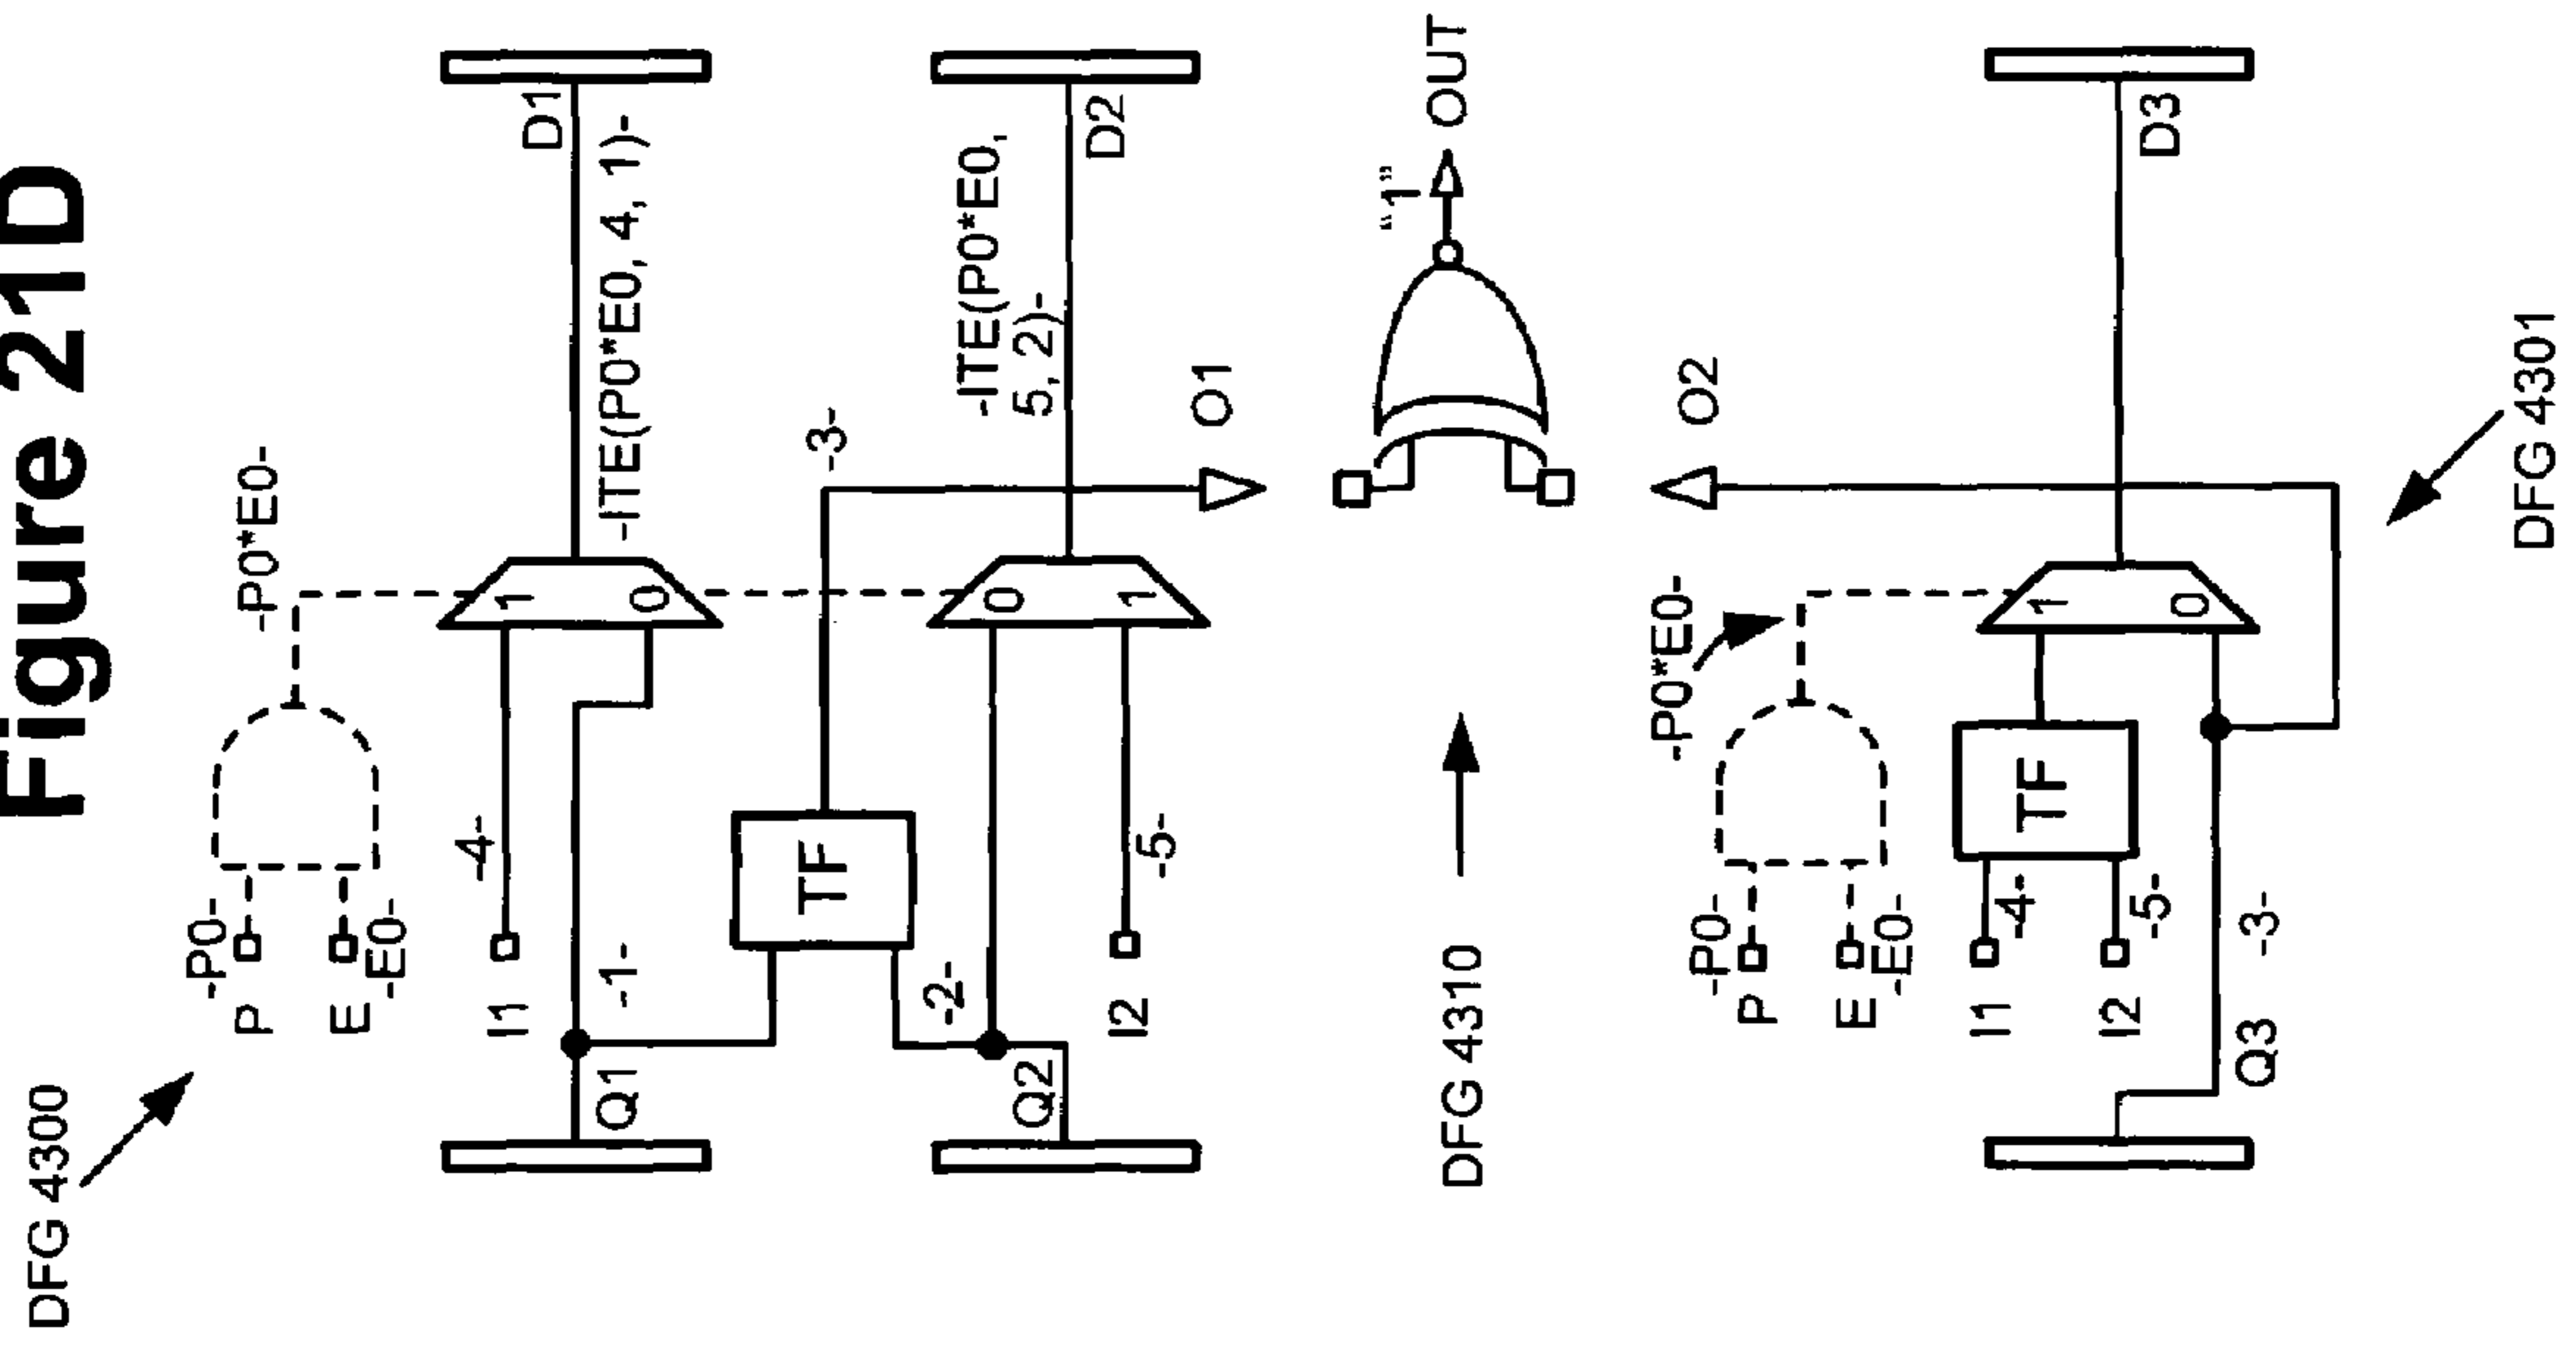 Figure 21D
DFG 4300
-P0-
P
E
-E0-
-P0*E0-
I1
-4-
1
0
D1
-ITE(P0*E0, 4, 1)-
Q1
-1-
TF
-3-
-2-
Q2
0
1
-ITE(P0*E0,
5, 2)-
D2
I2
-5-
O1
"1"
OUT
DFG 4310
O2
-P0-
P
E
-E0-
-P0*E0-
I1
-4-
I2
-5-
TF
1
0
D3
Q3
-3-
DFG 4301